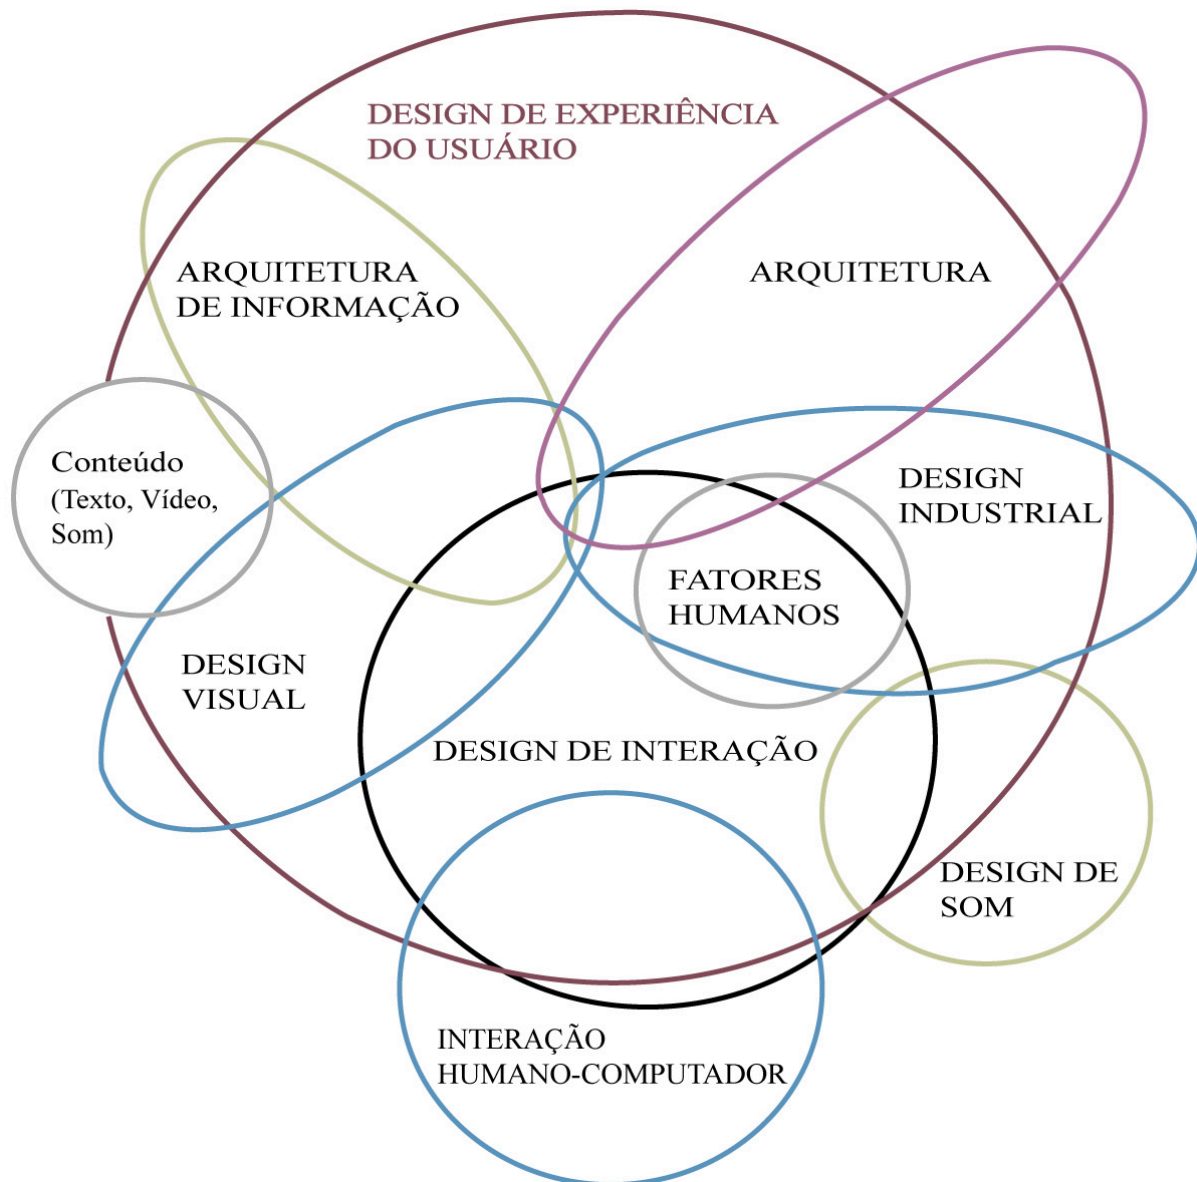 DESIGN DE EXPERIÊNCIA
DO USUÁRIO
ARQUITETURA
DE INFORMAÇÃO
ARQUITETURA
Conteúdo
(Texto, Vídeo,
Som)
DESIGN
INDUSTRIAL
FATORES
HUMANOS
DESIGN
VISUAL
DESIGN DE INTERAÇÃO
DESIGN DE
SOM
INTERAÇÃO
HUMANO-COMPUTADOR